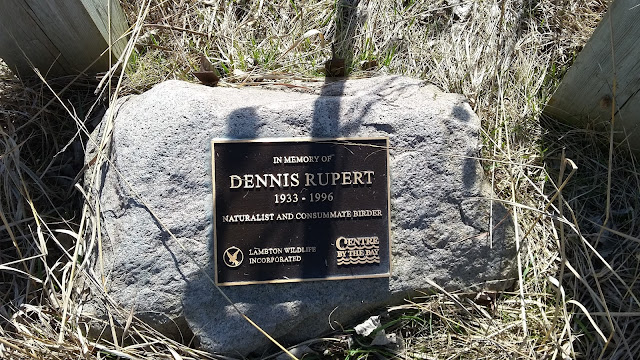 IN MEMORY OF
DENNIS RUPERT
1933 - 1996
NATURALIST AND CONSUMMATE BIRDER
LAMBTON WILDLIFE
INCORPORATED
CENTRE
BY THE BAY